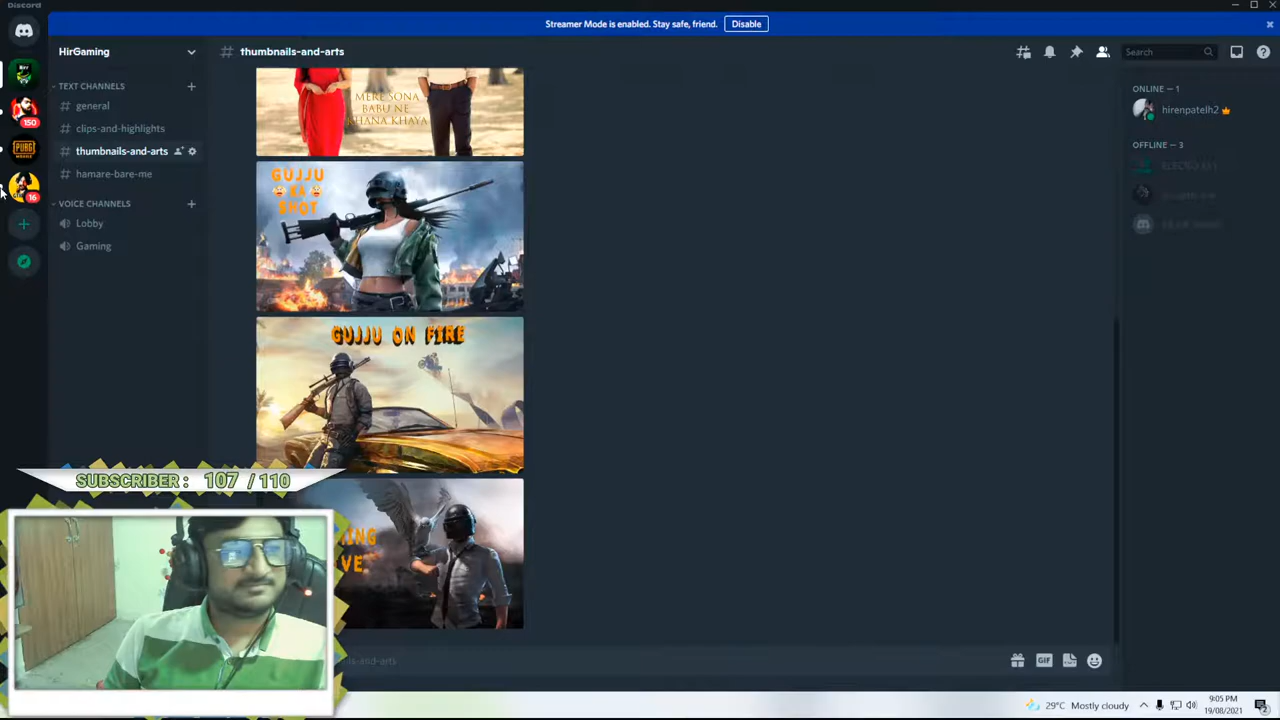 Discord
Streamer Mode is enabled. Stay safe, friend.
Disable
HirGaming
thumbnails-and-arts
Search
TEXT CHANNELS
general
clips-and-highlights
thumbnails-and-arts
hamare-bare-me
VOICE CHANNELS
Lobby
Gaming
150
PUBG
16
MERE SONA
BABU NE
KHANA KHAYA
GUJJU
KA
SHOT
GUJJU ON FIRE
SUBSCRIBER : 107 / 110
ONLINE — 1
hirenpatelh2
OFFLINE — 3
GIF
29°C Mostly cloudy
9:05 PM
19/08/2021
2